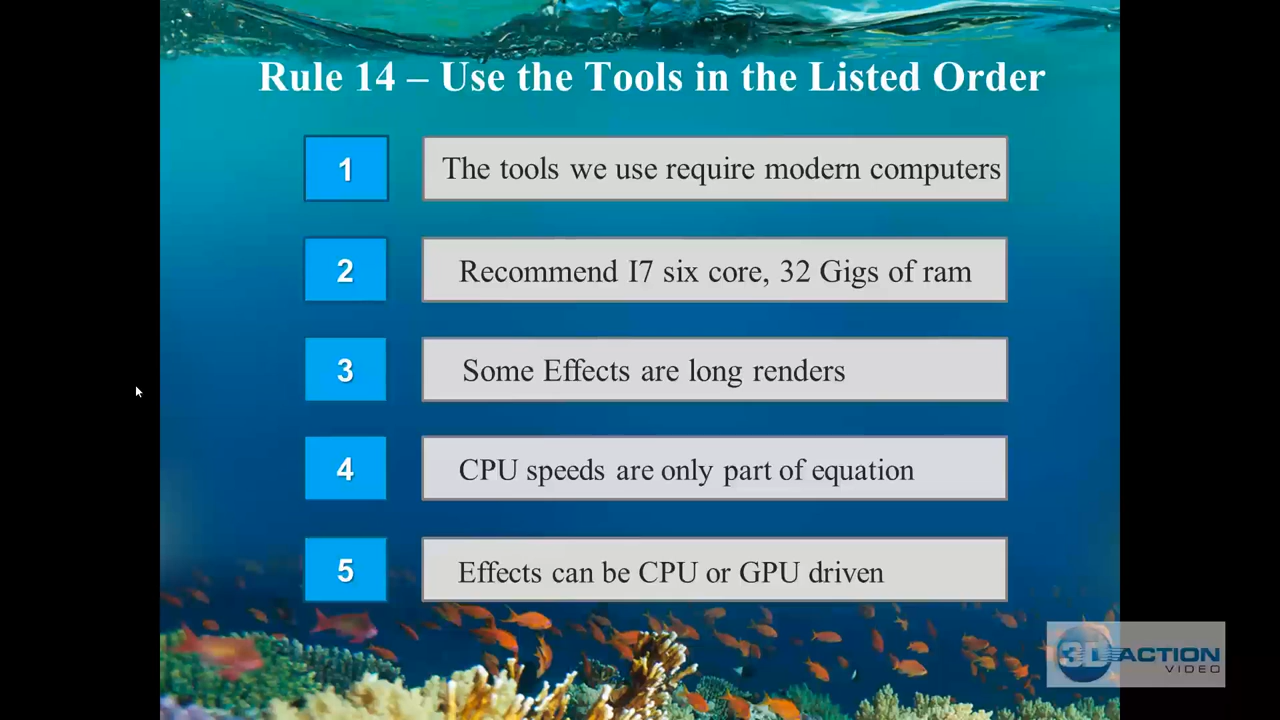 Rule 14 – Use the Tools in the Listed Order
1 The tools we use require modern computers
2 Recommend I7 six core, 32 Gigs of ram
3 Some Effects are long renders
4 CPU speeds are only part of equation
5 Effects can be CPU or GPU driven
3D ACTION
VIDEO